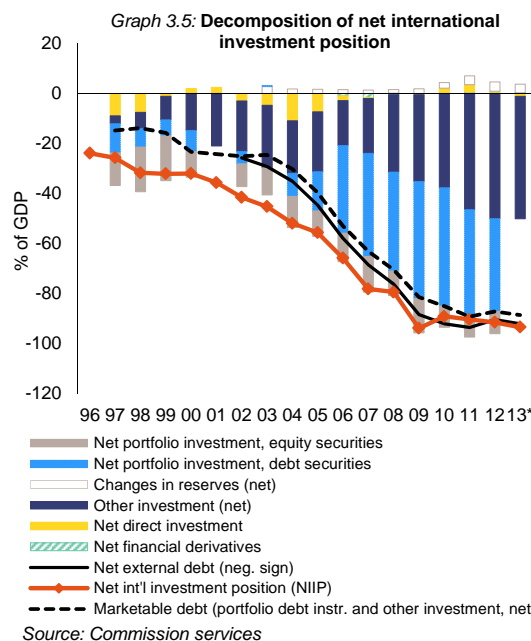 Graph 3.5: Decomposition of net international
investment position
20
0
-20
-40
-60
-80
-100
-120
% of GDP
96 97 98 99 00 01 02 03 04 05 06 07 08 09 10 11 12 13*
Net portfolio investment, equity securities
Net portfolio investment, debt securities
Changes in reserves (net)
Other investment (net)
Net direct investment
Net financial derivatives
Net external debt (neg. sign)
Net int'l investment position (NIIP)
Marketable debt (portfolio debt instr. and other investment, net
Source: Commission services